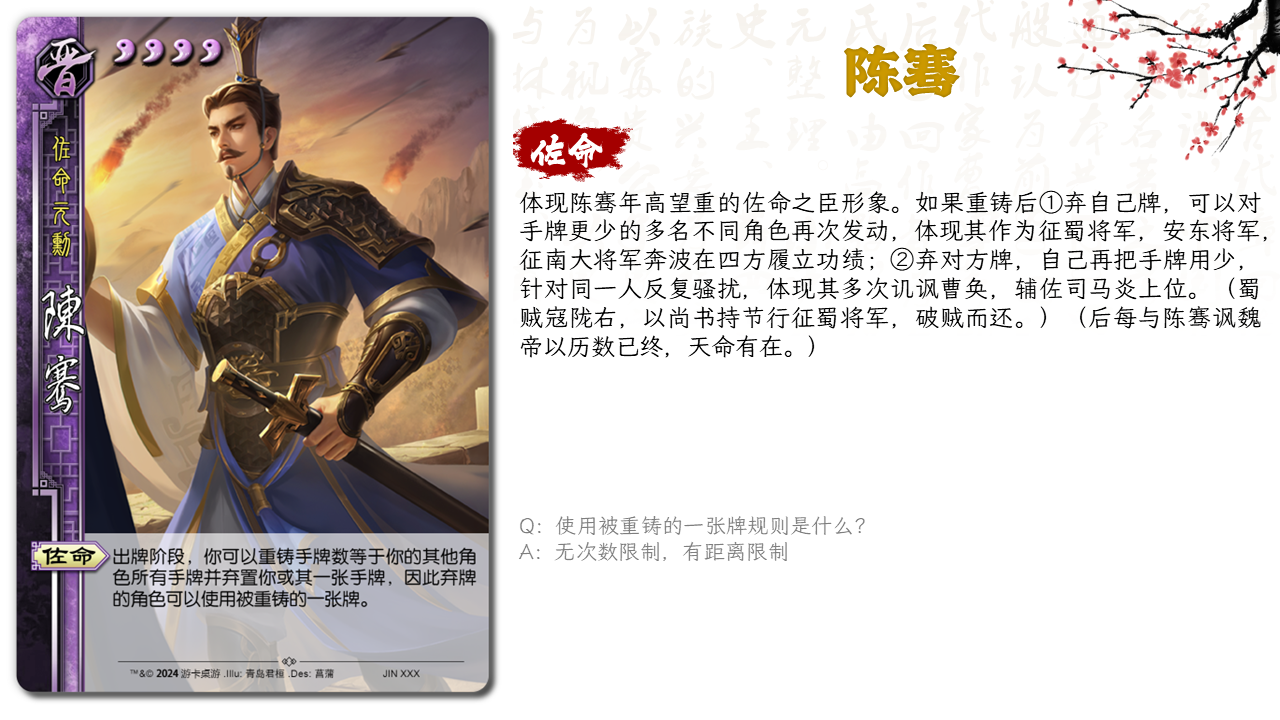 晋
佐命元勳
陳騫
佐命
出牌阶段，你可以重铸手牌数等于你的其他角
色所有手牌并弃置你或其一张手牌，因此弃牌
的角色可以使用被重铸的一张牌。
™&© 2024 游卡桌游 .Illu: 青岛君桓 .Des: 菖蒲 JIN XXX
陈骞
佐命
体现陈骞年高望重的佐命之臣形象。如果重铸后①弃自己牌，可以对
手牌更少的多名不同角色再次发动，体现其作为征蜀将军，安东将军，
征南大将军奔波在四方履立功绩；②弃对方牌，自己再把手牌用少，
针对同一人反复骚扰，体现其多次讥讽曹奂，辅佐司马炎上位。（蜀
贼寇陇右，以尚书持节行征蜀将军，破贼而还。）（后每与陈骞讽魏
帝以历数已终，天命有在。）
Q：使用被重铸的一张牌规则是什么？
A：无次数限制，有距离限制